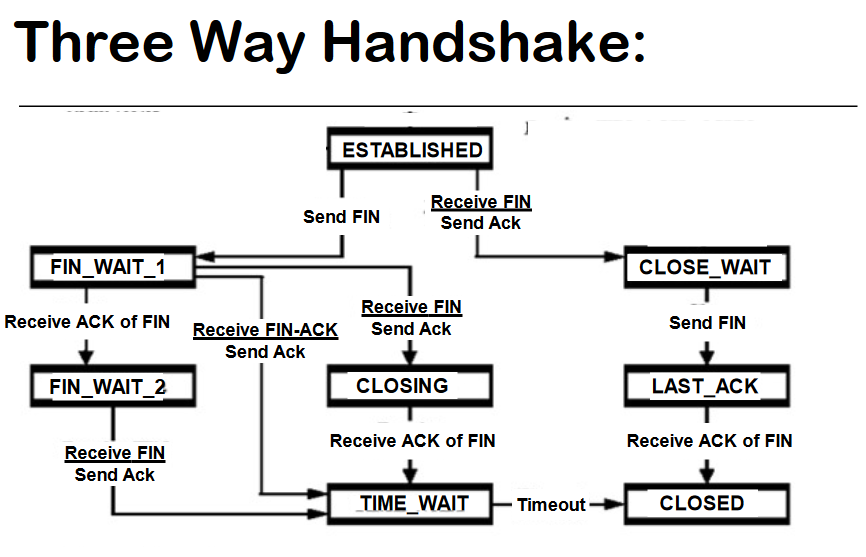 Three Way Handshake:
ESTABLISHED
Send FIN
Receive FIN
Send Ack
FIN_WAIT_1
CLOSE_WAIT
Receive ACK of FIN
Receive FIN-ACK
Send Ack
Receive FIN
Send Ack
Send FIN
FIN_WAIT_2
CLOSING
LAST_ACK
Receive FIN
Send Ack
Receive ACK of FIN
Receive ACK of FIN
TIME_WAIT
Timeout
CLOSED